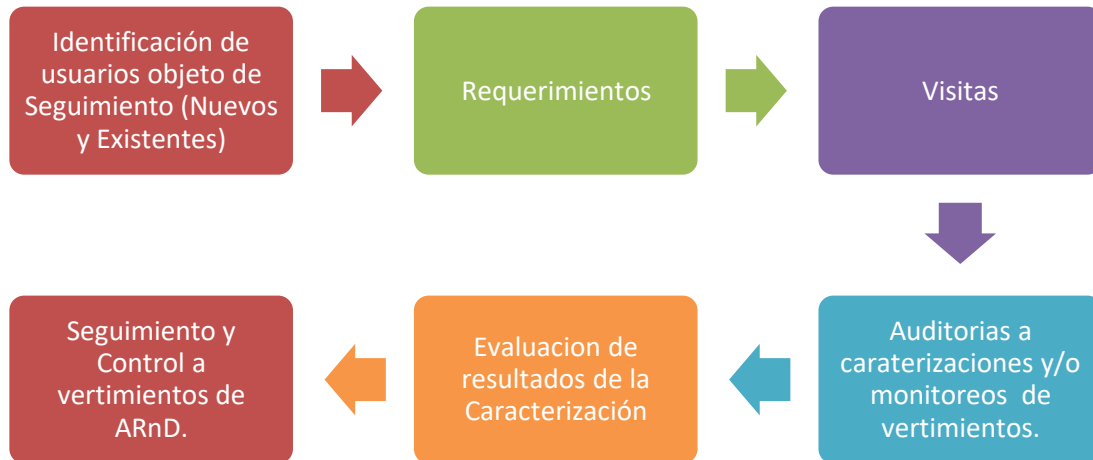 Identificación de
usuarios objeto de
Seguimiento (Nuevos
y Existentes)
Requerimientos
Visitas
Auditorias a
caraterizaciones y/o
monitoreos de
vertimientos.
Evaluacion de
resultados de la
Caracterización
Seguimiento y
Control a
vertimientos de
ARnD.